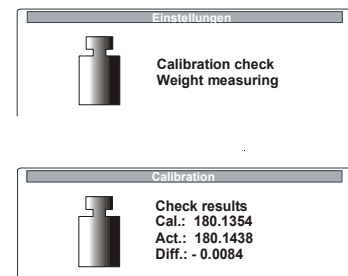 Einstellungen
Calibration check
Weight measuring
Calibration
Check results
Cal.: 180.1354
Act.: 180.1438
Diff.: - 0.0084